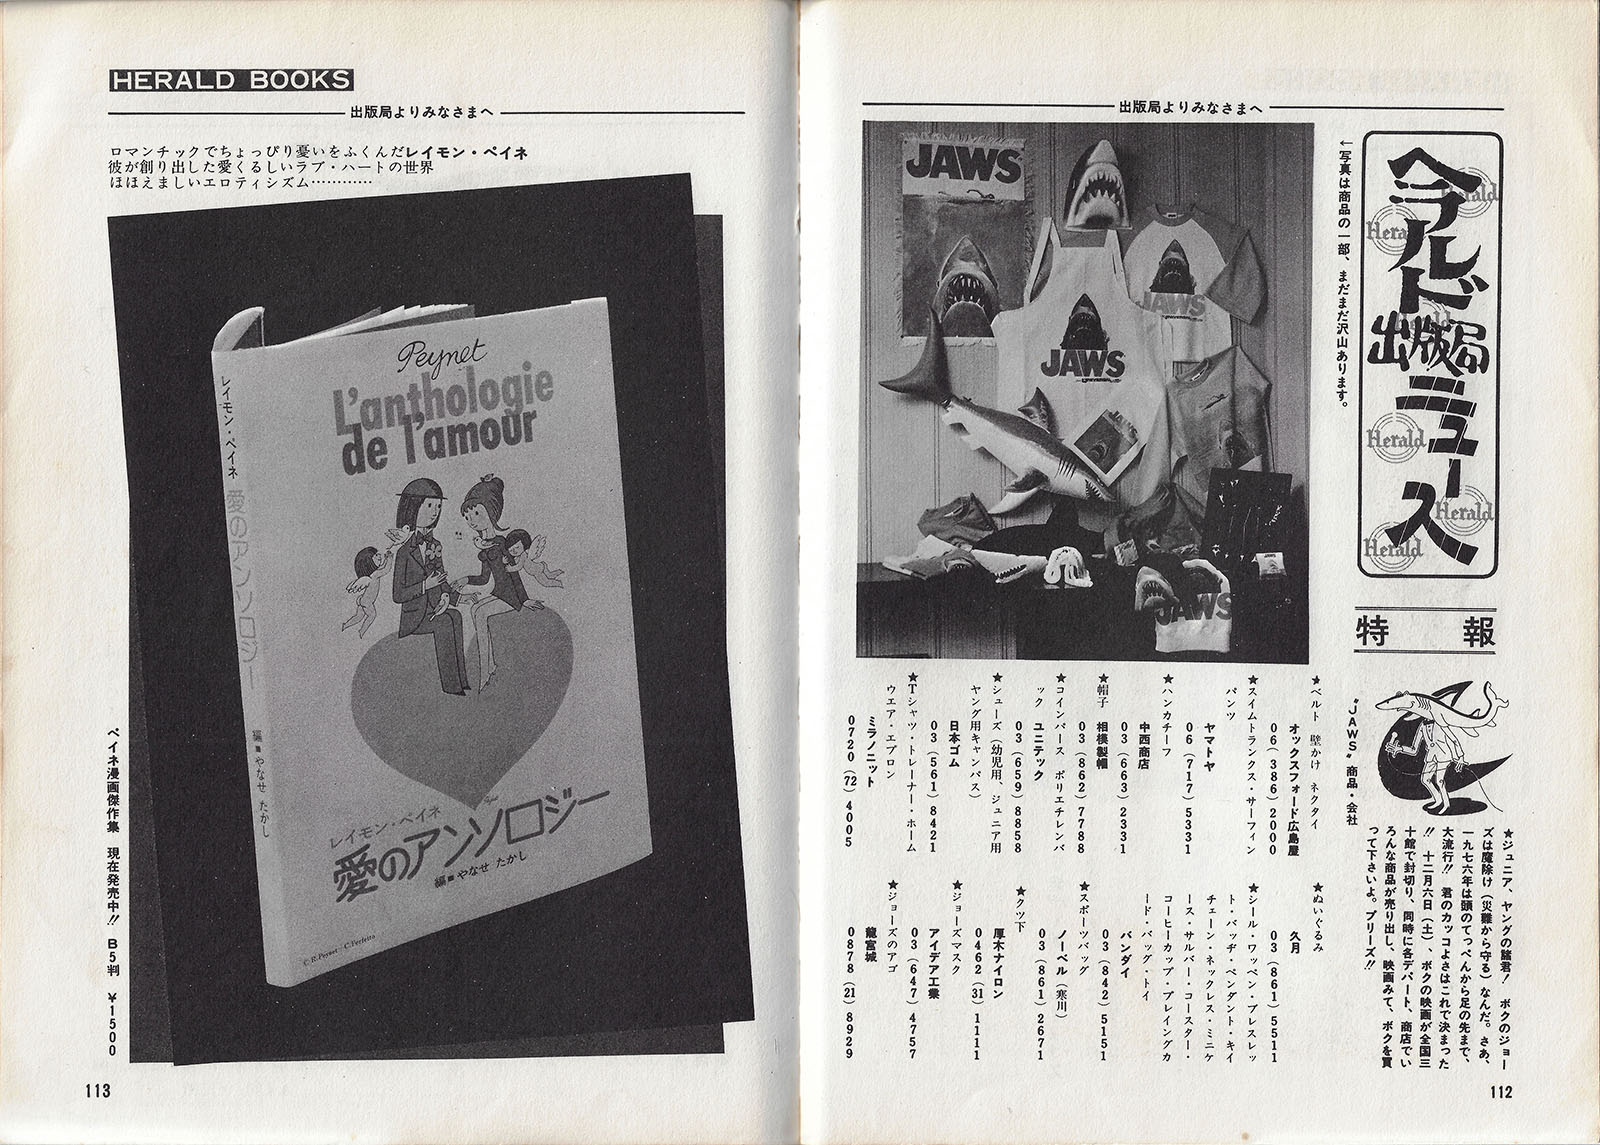 出版局よりみなさまへ
今
ヘラルド
出版局
ニュース
Herald
Herald
Herald
Herald
Herald
特報
←写真は商品の一部、まだまだ沢山あります。
JAWS
JAWS
JAWS
JAWS
"JAWS"商品・会社
★ジュニア、ヤングの諸君! ボクのジョー
ズは魔除け(災難から守る)なんだ。さあ、
一九七六年は頭のてっぺんから足の先まで、
大流行!! 君のカッコよさはこれで決まった
!! 十二月六日(土)、ボクの映画が全国三
十館で封切り、同時に各デパート、商店でい
ろんな商品が売り出し、映画みて、ボクを買
って下さいよ。プリーズ!!
★ベルト 壁かけ ネクタイ
オックスフォード広島屋
06(386)2000
★スイムトランクス・サーフィン
パンツ
ヤマトヤ
06(717)5331
★ハンカチーフ
中西商店
03(663)2331
★帽子
相模製帽
03(862)7788
★コインパース ポリエチレンバ
ック ユニテック
03(659)8858
★シューズ(幼児用、ジュニア用
ヤング用キャンバス)
日本ゴム
03(561)8421
★Tシャツ・トレーナー・ホーム
ウエア・エプロン
ミラノニット
0720(72)4005
★ぬいぐるみ
久月
03(861)5511
★シール・ワッペン・ブレスレッ
ト・バッヂ・ペンダント・キイ
チェーン・ネックレス・ミニケ
ース・サルバー・コースター・
コーヒーカップ・プレイングカ
ード・バッグ・トイ
バンダイ
03(842)5151
★スポーツバッグ
ノーベル(寒川)
03(861)2671
★クツ下
厚木ナイロン
0462(31)1111
★ジョーズマスク
アイデア工業
03(647)4757
★ジョーズのアゴ
龍宮城
0878(21)8929
112
HERALD BOOKS
出版局よりみなさまへ
ロマンチックでちょっぴり憂いをふくんだレイモン・ペイネ
彼が創り出した愛くるしいラブ・ハートの世界
ほほえましいエロティシズム…………
Peynet
L'anthologie
de l'amour
レイモン・ペイネ
愛のアンソロジー
編■やなせ たかし
レイモン・ペイネ 愛のアンソロジー 編■やなせ たかし
C.R.Peynet
ペイネ漫画傑作集 現在発売中!! B5判 ¥1500
113